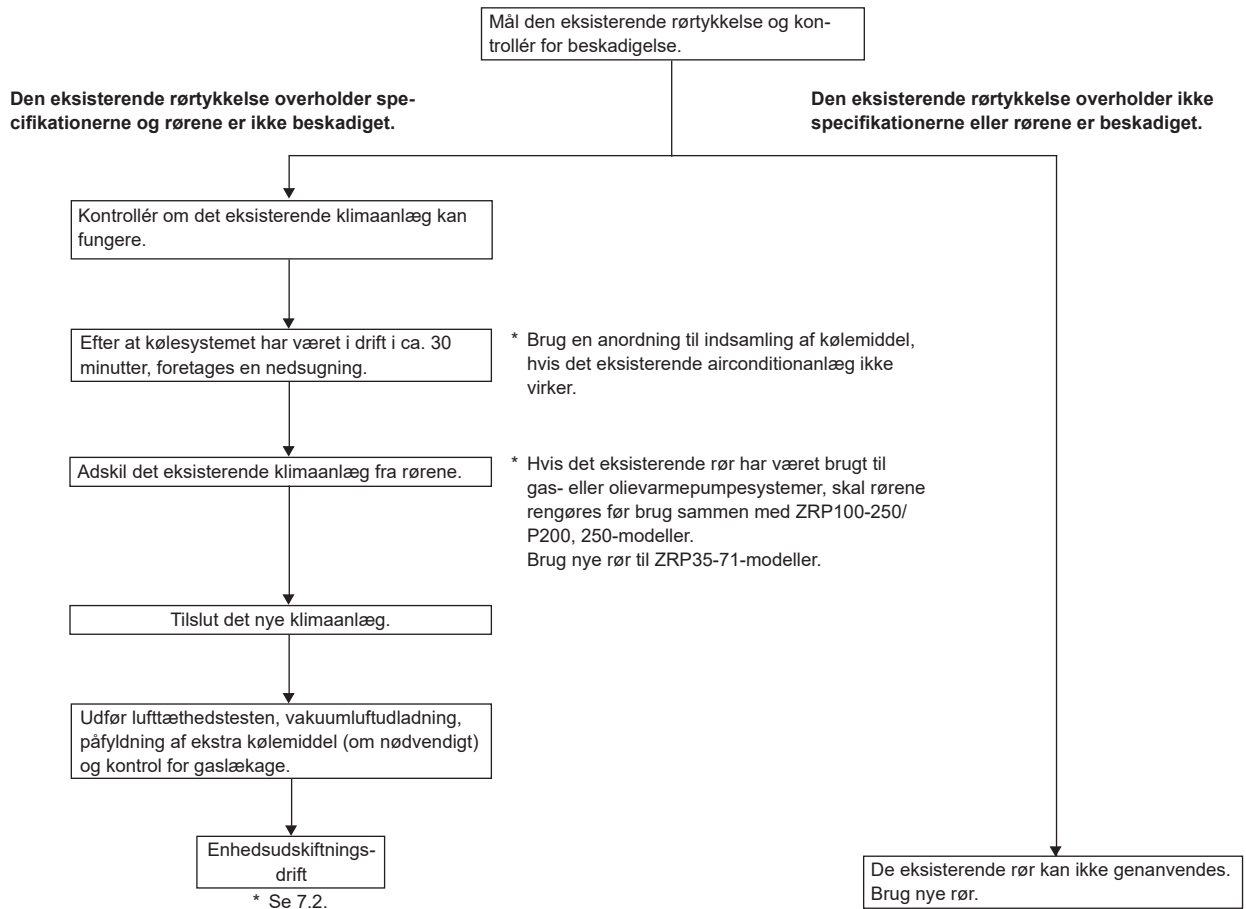 Mål den eksisterende rørtykkelse og kon-
trollér for beskadigelse.
Den eksisterende rørtykkelse overholder spe-
cifikationerne og rørene er ikke beskadiget.
Den eksisterende rørtykkelse overholder ikke
specifikationerne eller rørene er beskadiget.
Kontrollér om det eksisterende klimaanlæg kan
fungere.
Efter at kølesystemet har været i drift i ca. 30
minutter, foretages en nedsugning.
* Brug en anordning til indsamling af kølemiddel,
hvis det eksisterende airconditionanlæg ikke
virker.
Adskil det eksisterende klimaanlæg fra rørene.
* Hvis det eksisterende rør har været brugt til
gas- eller olievarmepumpesystemer, skal rørene
rengøres før brug sammen med ZRP100-250/
P200, 250-modeller.
Brug nye rør til ZRP35-71-modeller.
Tilslut det nye klimaanlæg.
Udfør lufttæthedstesten, vakuumluftudladning,
påfyldning af ekstra kølemiddel (om nødvendigt)
og kontrol for gaslækage.
Enhedsudskiftnings-
drift
* Se 7.2.
De eksisterende rør kan ikke genanvendes.
Brug nye rør.